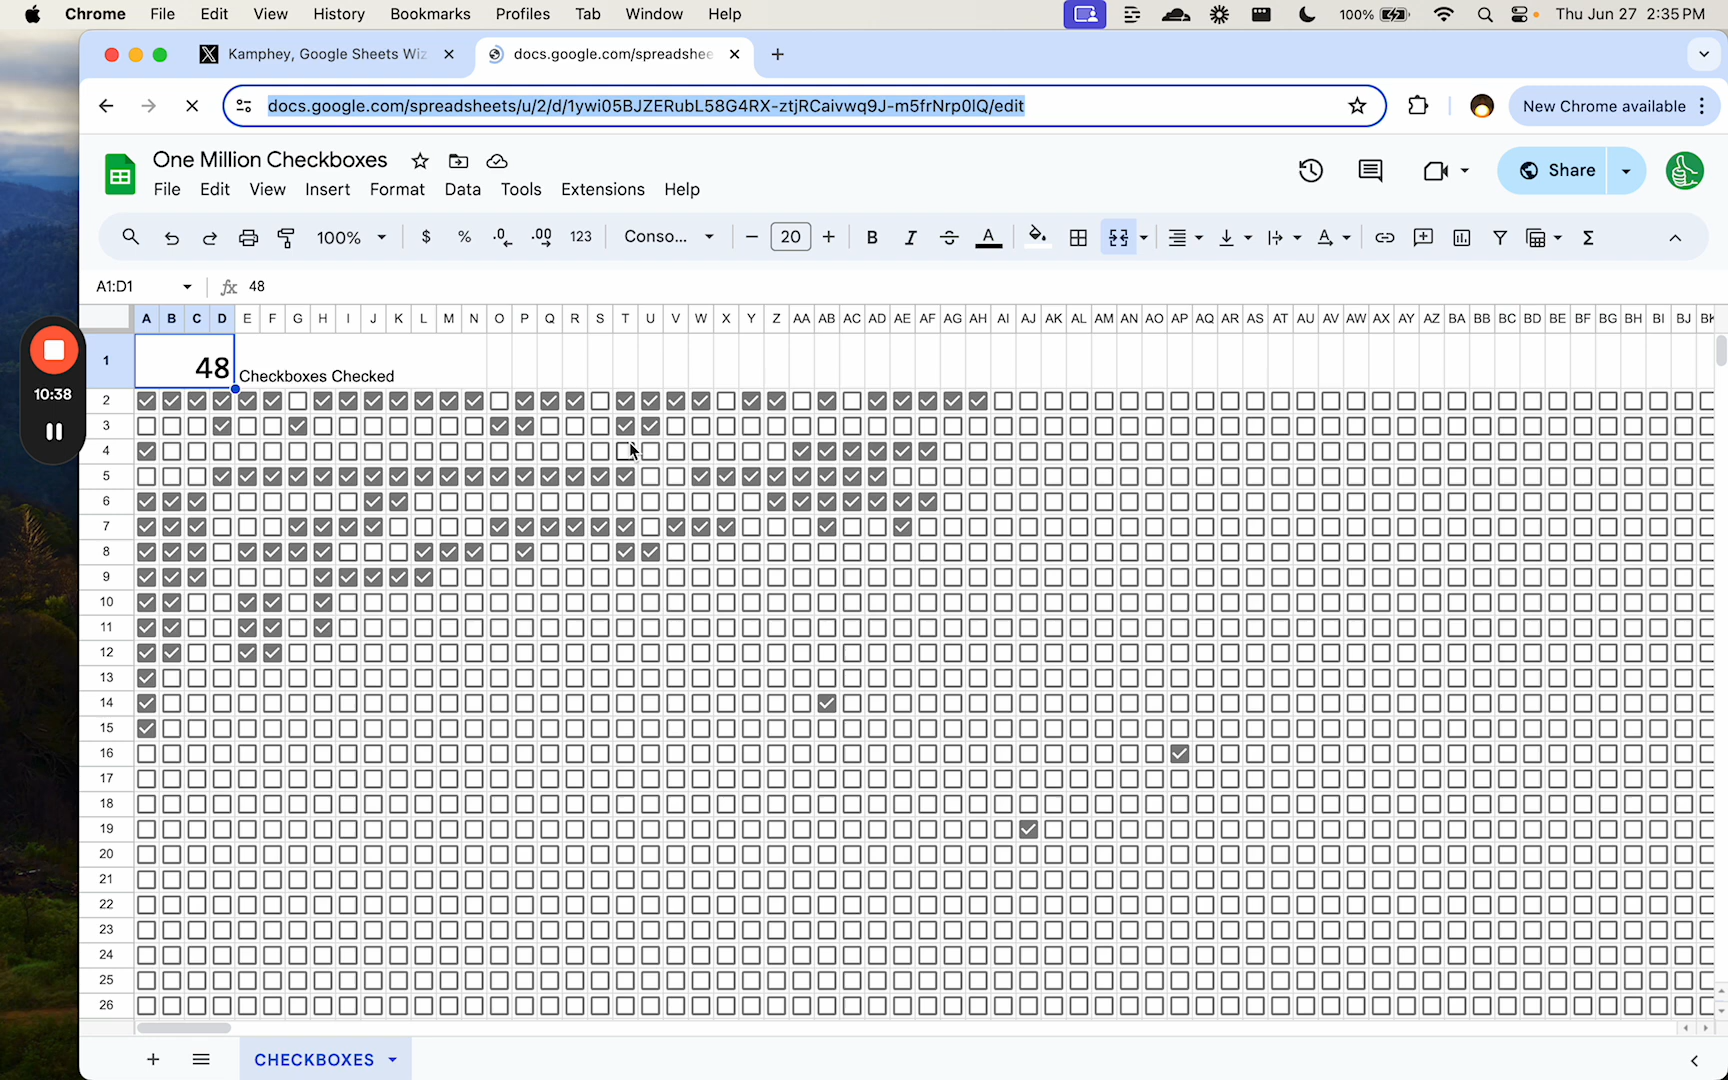 Chrome File Edit View History Bookmarks Profiles Tab Window Help 100% Thu Jun 27 2:35 PM
Kamphey, Google Sheets Wiz docs.google.com/spreadshee
docs.google.com/spreadsheets/u/2/d/1ywi05BJZERubL58G4RX-ztjRCaivwq9J-m5frNrp0lQ/edit New Chrome available
One Million Checkboxes
File Edit View Insert Format Data Tools Extensions Help Share
100% $ % .0 .00 123 Conso... 20 B I A
A1:D1 fx 48
A B C D E F G H I J K L M N O P Q R S T U V W X Y Z AA AB AC AD AE AF AG AH AI AJ AK AL AM AN AO AP AQ AR AS AT AU AV AW AX AY AZ BA BB BC BD BE BF BG BH BI BJ BK
1 48 Checkboxes Checked
10:38
2
3
4
5
6
7
8
9
10
11
12
13
14
15
16
17
18
19
20
21
22
23
24
25
26
CHECKBOXES